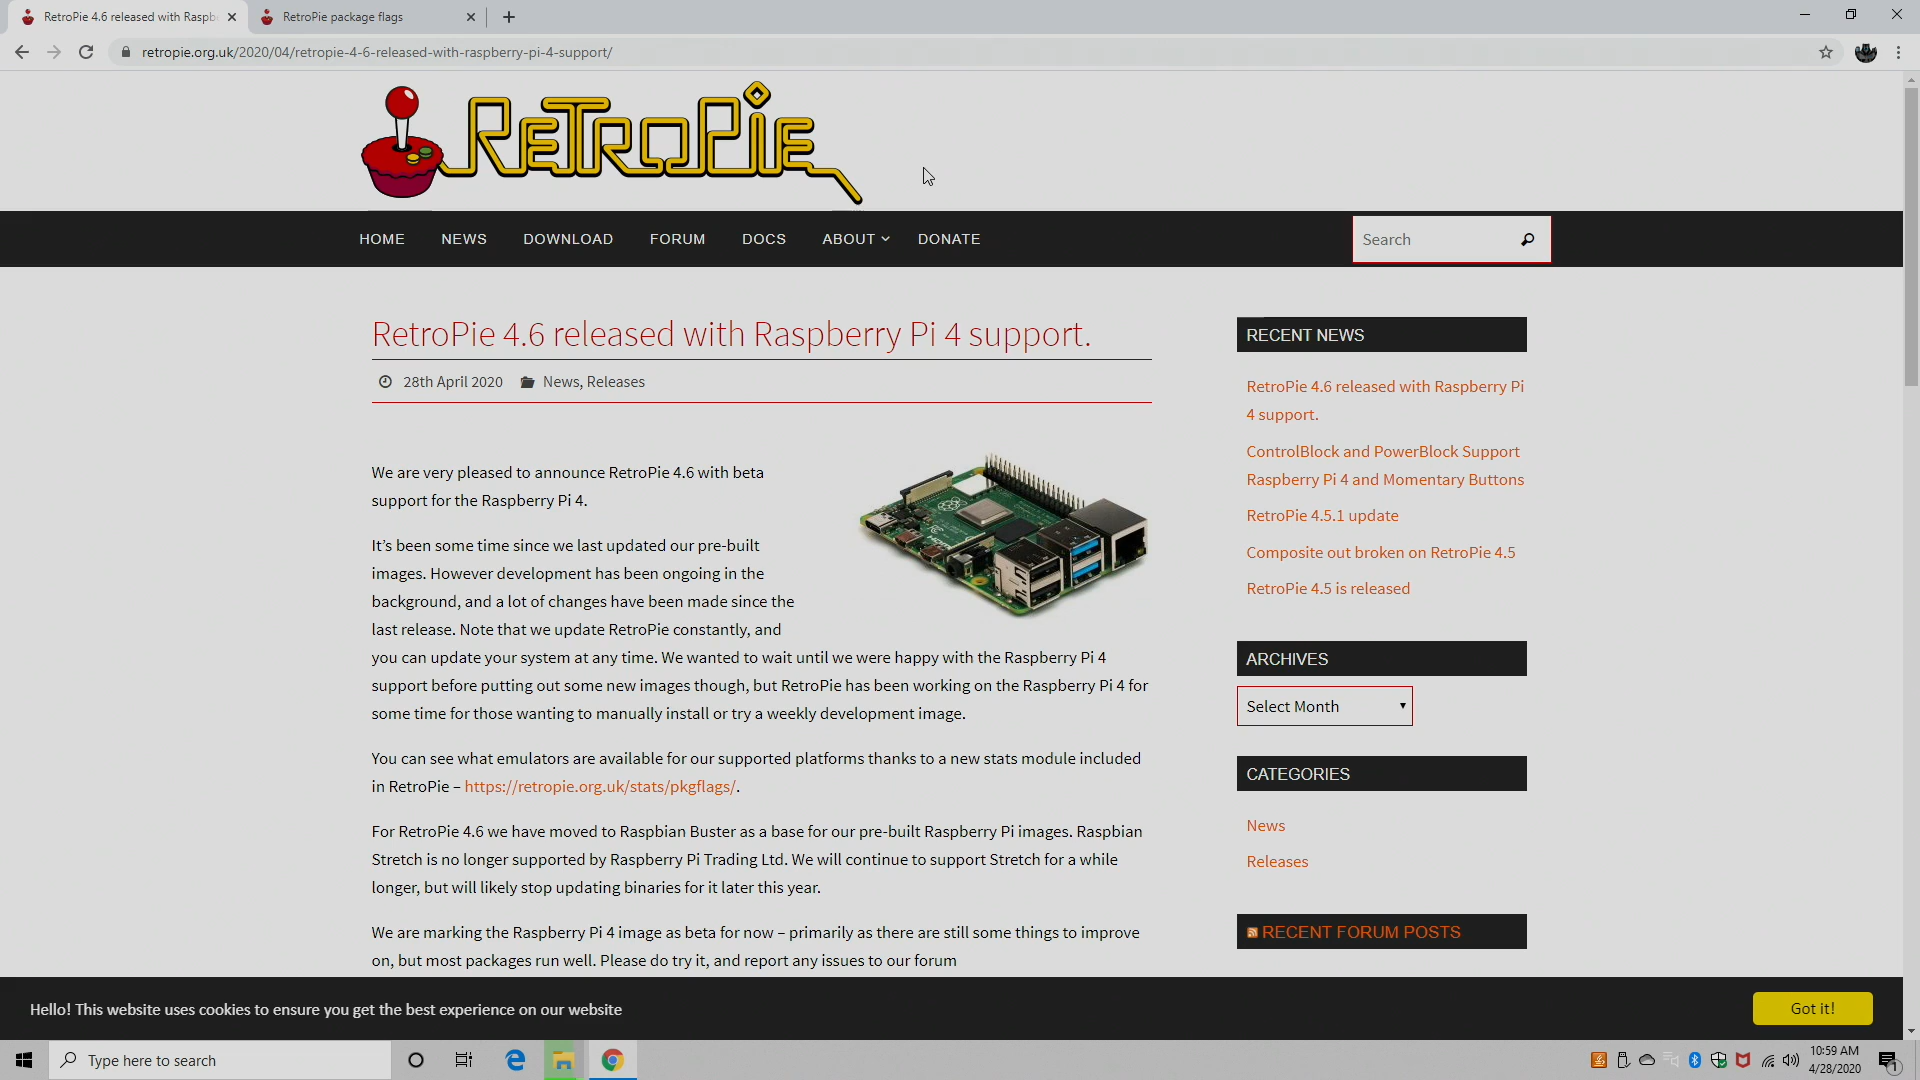 RetroPie 4.6 released with Raspb
RetroPie package flags
retropie.org.uk/2020/04/retropie-4-6-released-with-raspberry-pi-4-support/
RetroPie
HOME
NEWS
DOWNLOAD
FORUM
DOCS
ABOUT
DONATE
Search
RetroPie 4.6 released with Raspberry Pi 4 support.
28th April 2020
News, Releases
We are very pleased to announce RetroPie 4.6 with beta
support for the Raspberry Pi 4.
It's been some time since we last updated our pre-built
images. However development has been ongoing in the
background, and a lot of changes have been made since the
last release. Note that we update RetroPie constantly, and
you can update your system at any time. We wanted to wait until we were happy with the Raspberry Pi 4
support before putting out some new images though, but RetroPie has been working on the Raspberry Pi 4 for
some time for those wanting to manually install or try a weekly development image.
You can see what emulators are available for our supported platforms thanks to a new stats module included
in RetroPie – https://retropie.org.uk/stats/pkgflags/.
For RetroPie 4.6 we have moved to Raspbian Buster as a base for our pre-built Raspberry Pi images. Raspbian
Stretch is no longer supported by Raspberry Pi Trading Ltd. We will continue to support Stretch for a while
longer, but will likely stop updating binaries for it later this year.
We are marking the Raspberry Pi 4 image as beta for now – primarily as there are still some things to improve
on, but most packages run well. Please do try it, and report any issues to our forum
RECENT NEWS
RetroPie 4.6 released with Raspberry Pi
4 support.
ControlBlock and PowerBlock Support
Raspberry Pi 4 and Momentary Buttons
RetroPie 4.5.1 update
Composite out broken on RetroPie 4.5
RetroPie 4.5 is released
ARCHIVES
Select Month
CATEGORIES
News
Releases
RECENT FORUM POSTS
Hello! This website uses cookies to ensure you get the best experience on our website
Got it!
Type here to search
10:59 AM
4/28/2020
1